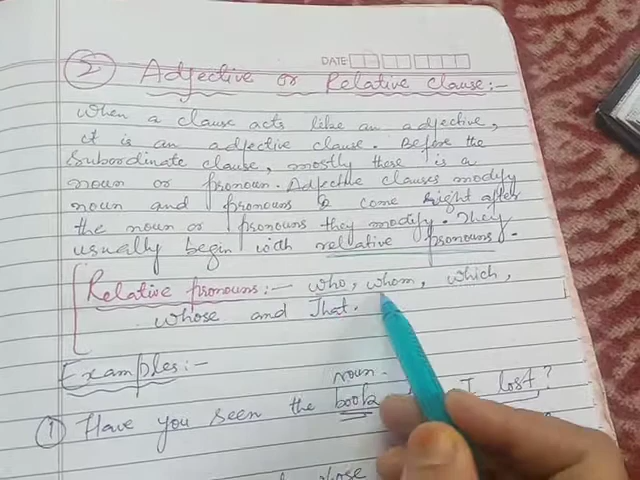 DATE
② Adjective or Relative Clause:-
When a clause acts like an adjective,
it is an adjective clause. Before the
Subordinate clause, mostly there is a
noun or pronoun. Adjective clauses modify
noun and pronouns & come right after
the noun or pronouns they modify. They
usually begin with rellative pronouns.
Relative pronouns:- who, whom, which,
whose and That.
Examples:-
noun.
① Have you seen the book I lost?
whose